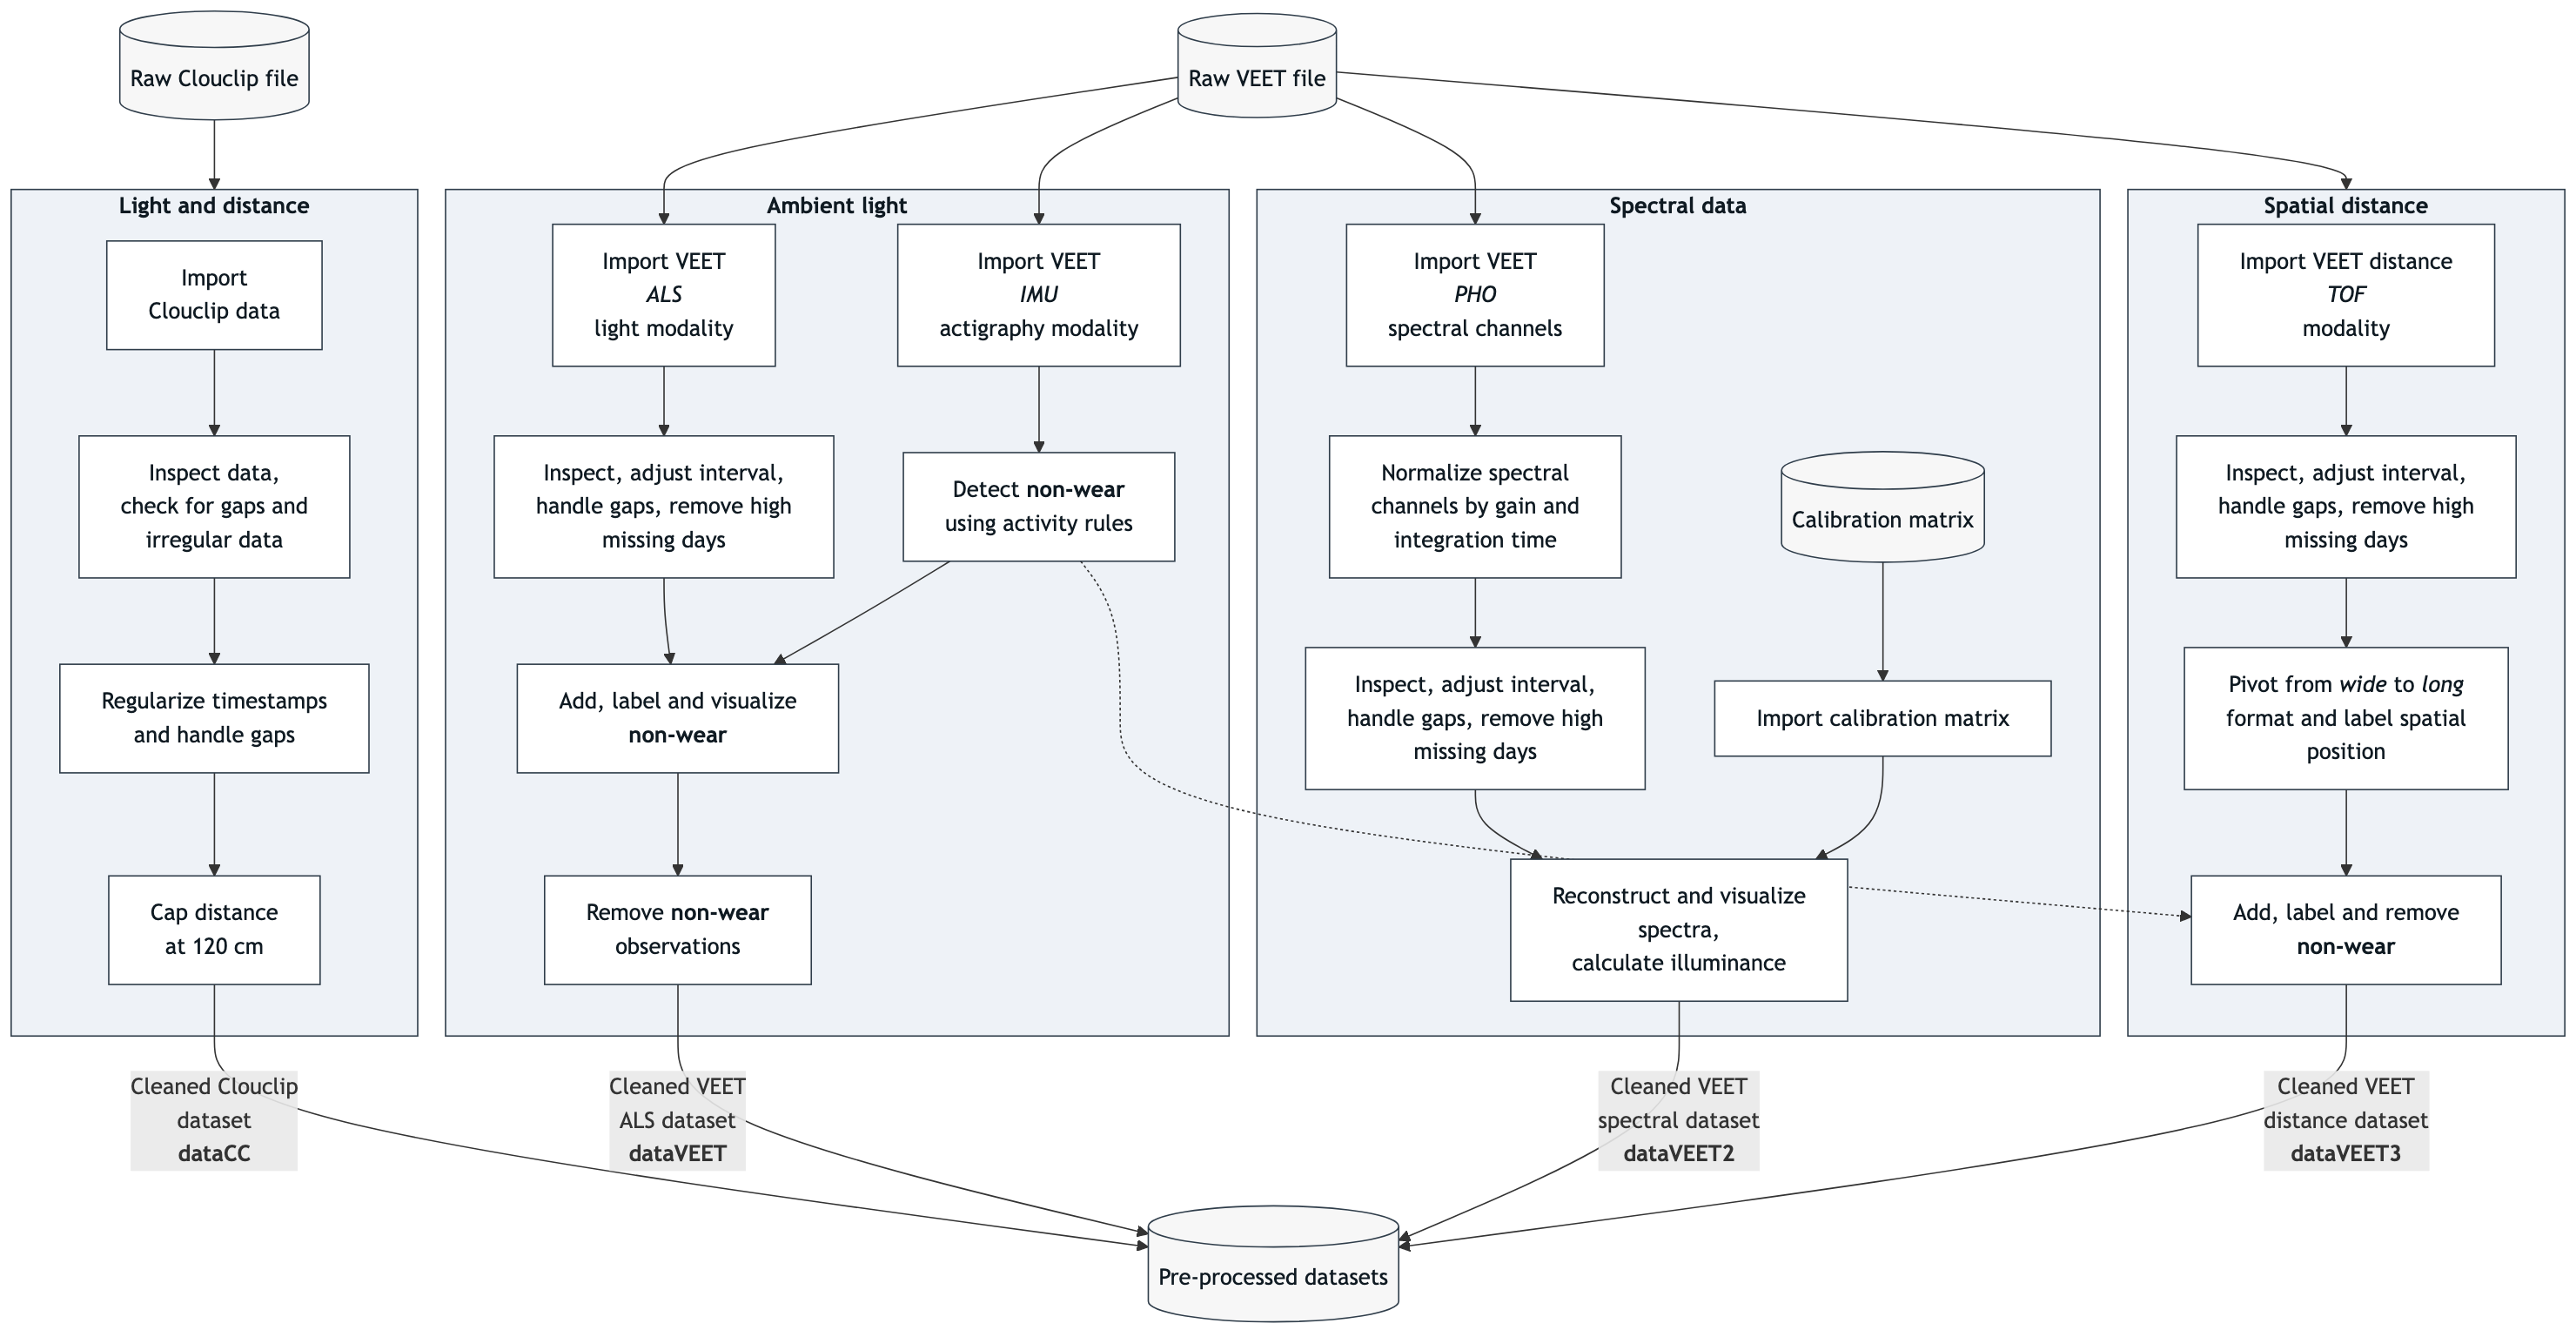 Raw Clouclip file
Raw VEET file
Light and distance
Import
Clouclip data
Inspect data,
check for gaps and
irregular data
Regularize timestamps
and handle gaps
Cap distance
at 120 cm
Ambient light
Import VEET
ALS
light modality
Import VEET
IMU
actigraphy modality
Inspect, adjust interval,
handle gaps, remove high
missing days
Detect non-wear
using activity rules
Add, label and visualize
non-wear
Remove non-wear
observations
Spectral data
Import VEET
PHO
spectral channels
Normalize spectral
channels by gain and
integration time
Calibration matrix
Inspect, adjust interval,
handle gaps, remove high
missing days
Import calibration matrix
Reconstruct and visualize
spectra,
calculate illuminance
Spatial distance
Import VEET distance
TOF
modality
Inspect, adjust interval,
handle gaps, remove high
missing days
Pivot from wide to long
format and label spatial
position
Add, label and remove
non-wear
Cleaned Clouclip
dataset
dataCC
Cleaned VEET
ALS dataset
dataVEET
Cleaned VEET
spectral dataset
dataVEET2
Cleaned VEET
distance dataset
dataVEET3
Pre-processed datasets